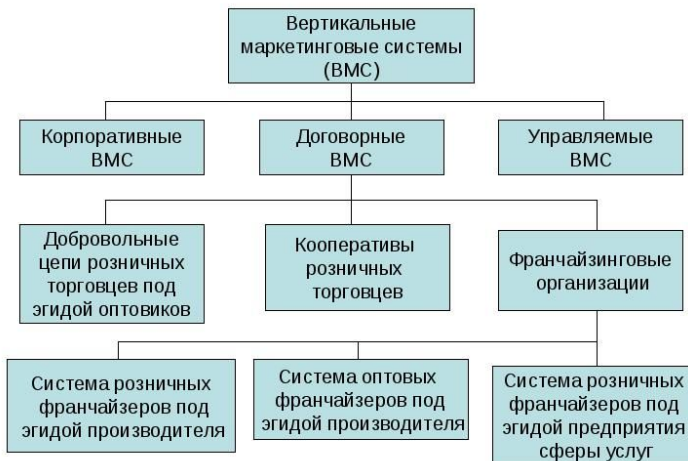 Вертикальные
маркетинговые системы
(ВМС)
Корпоративные
ВМС
Договорные
ВМС
Управляемые
ВМС
Добровольные
цепи розничных
торговцев под
эгидой оптовиков
Кооперативы
розничных
торговцев
Франчайзинговые
организации
Система розничных
франчайзеров под
эгидой производителя
Система оптовых
франчайзеров под
эгидой производителя
Система розничных
франчайзеров под
эгидой предприятия
сферы услуг